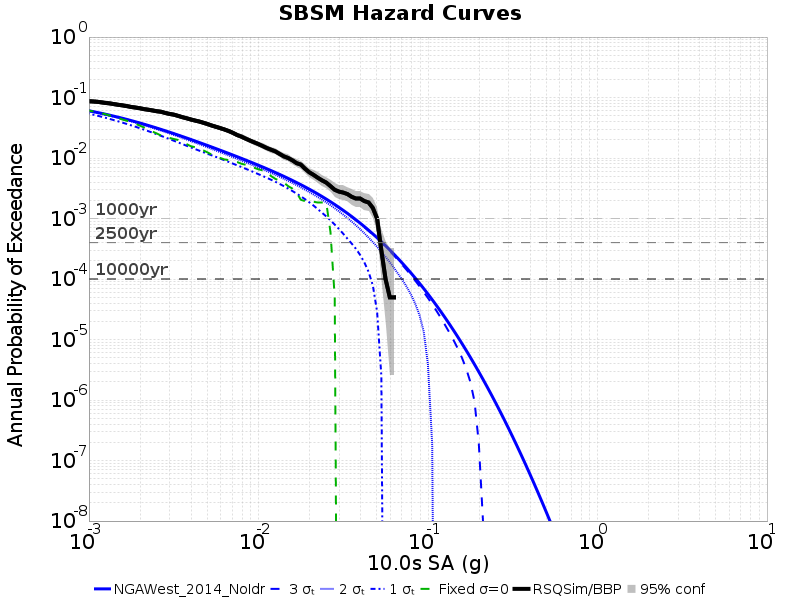 SBSM Hazard Curves
Annual Probability of Exceedance
10^0
10^-1
10^-2
10^-3
10^-4
10^-5
10^-6
10^-7
10^-8
1000yr
2500yr
10000yr
10^-3 10^-2 10^-1 10^0 10^1
10.0s SA (g)
NGAWest_2014_NoIdr 3 σₜ 2 σₜ 1 σₜ Fixed σ=0 RSQSim/BBP 95% conf